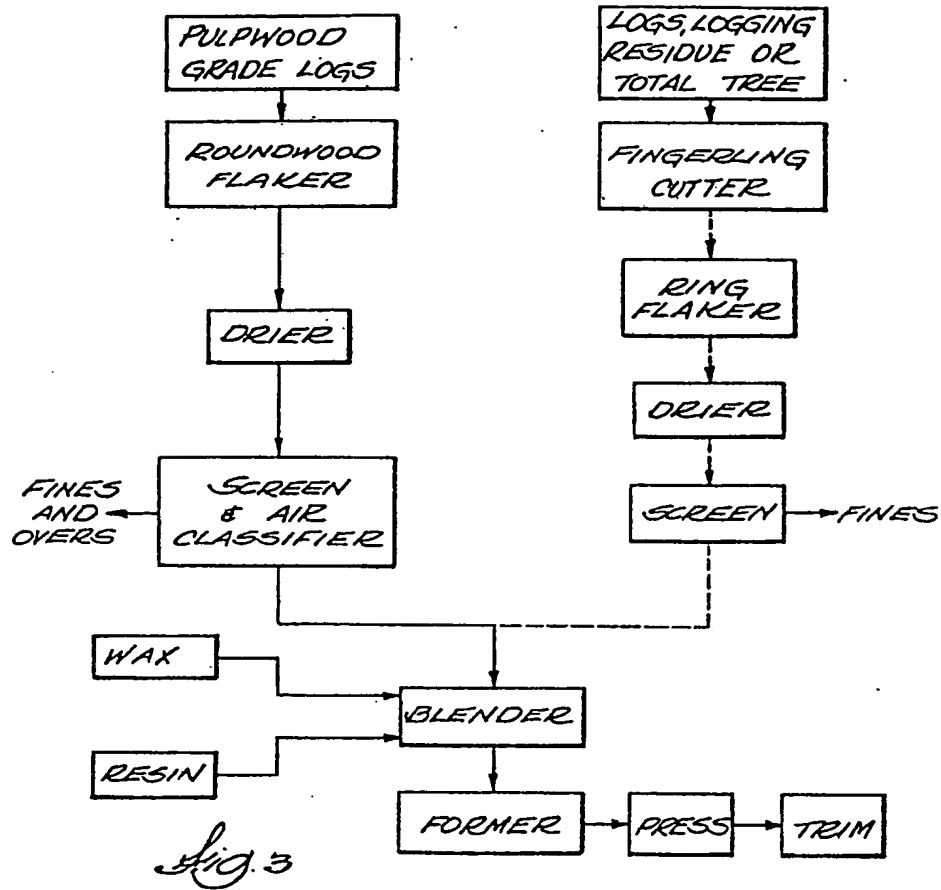 PULPWOOD
GRADE LOGS
ROUNDWOOD
FLAKER
DRIER
FINES
AND
OVERS
SCREEN
& AIR
CLASSIFIER
LOGS, LOGGING
RESIDUE OR
TOTAL TREE
FINGERLING
CUTTER
RING
FLAKER
DRIER
SCREEN
FINES
WAX
RESIN
BLENDER
FORMER
PRESS
TRIM
Fig. 3